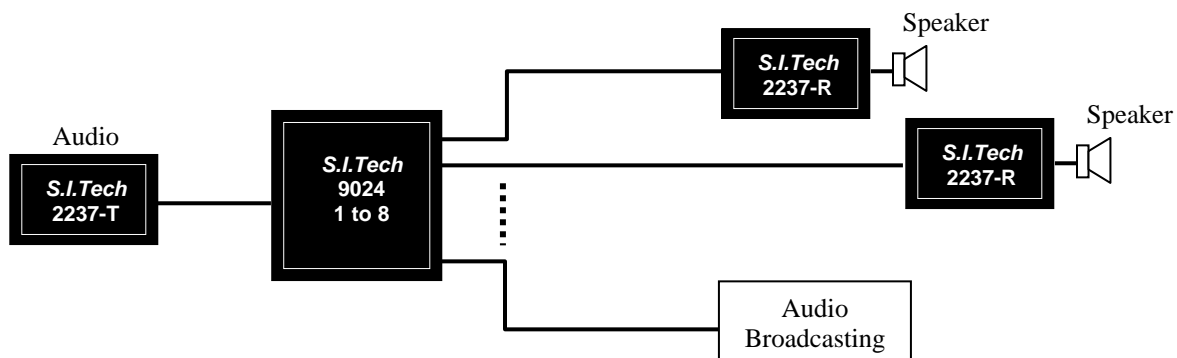 Audio
S.I.Tech
2237-T
S.I.Tech
9024
1 to 8
S.I.Tech
2237-R
Speaker
S.I.Tech
2237-R
Speaker
Audio
Broadcasting